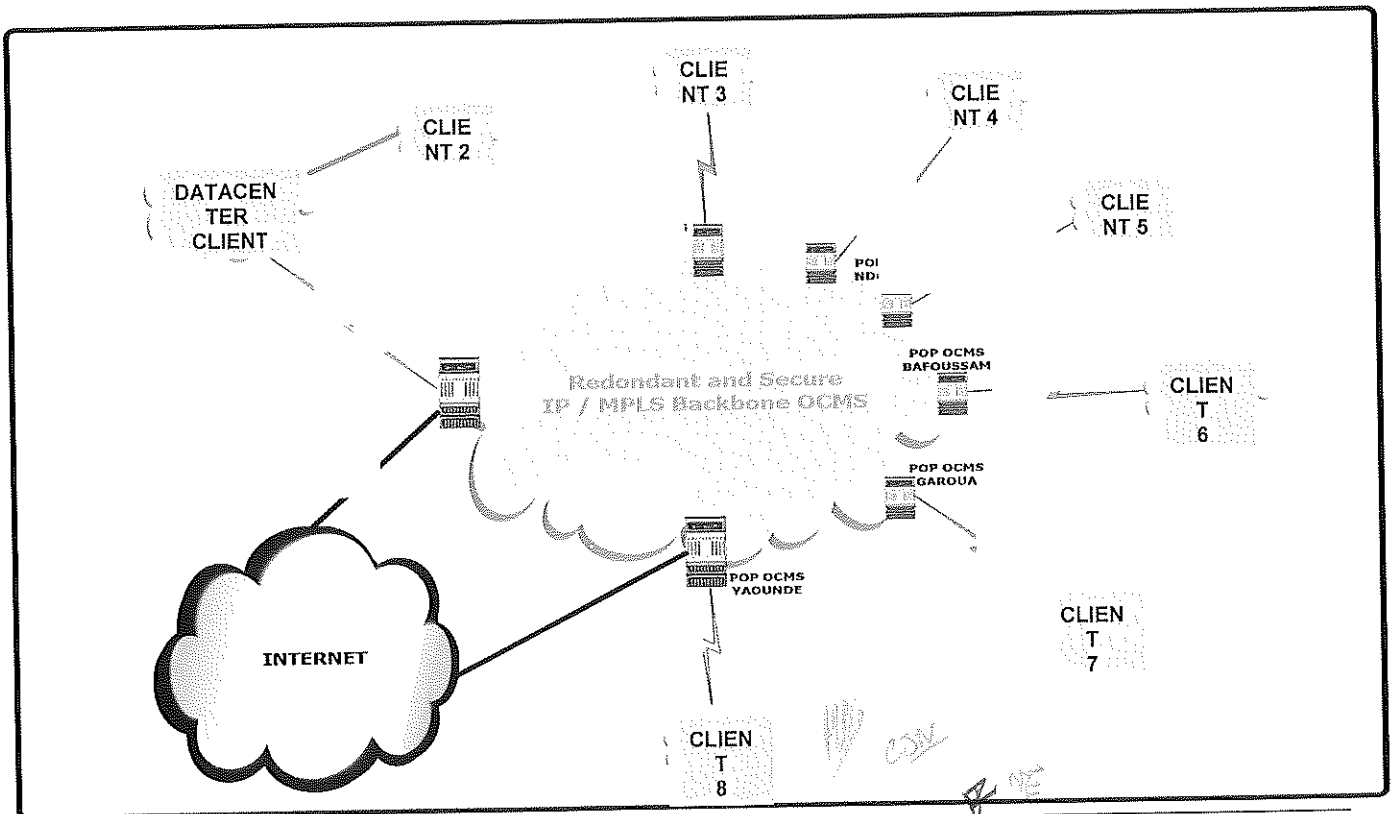 CLIE
NT 3
CLIE
NT 4
CLIE
NT 2
DATACEN
TER
CLIENT
CLIE
NT 5
POP OCMS
BAFOUSSAM
Redondant and Secure
IP / MPLS Backbone OCMS
CLIEN
T
6
POP OCMS
GAROUA
POP OCMS
YAOUNDE
INTERNET
CLIEN
T
7
CLIEN
T
8